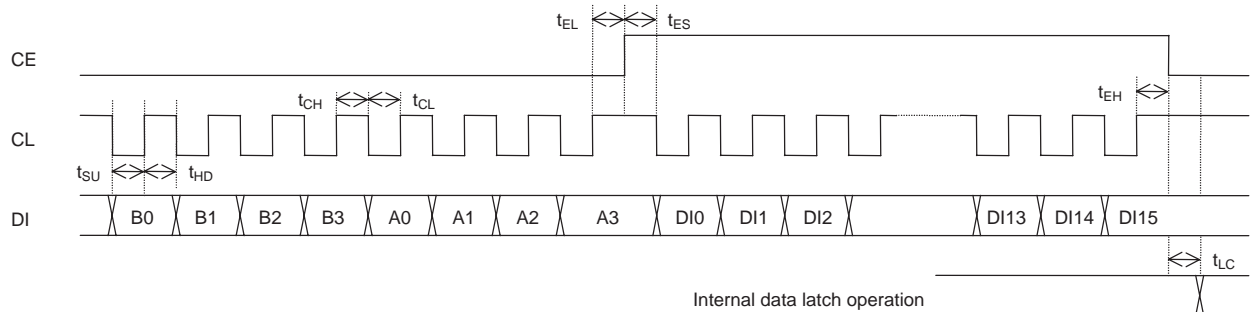 tEL tES
CE
tCH tCL tEH
CL
tSU tHD
DI B0 B1 B2 B3 A0 A1 A2 A3 DI0 DI1 DI2 DI13 DI14 DI15
tLC
Internal data latch operation